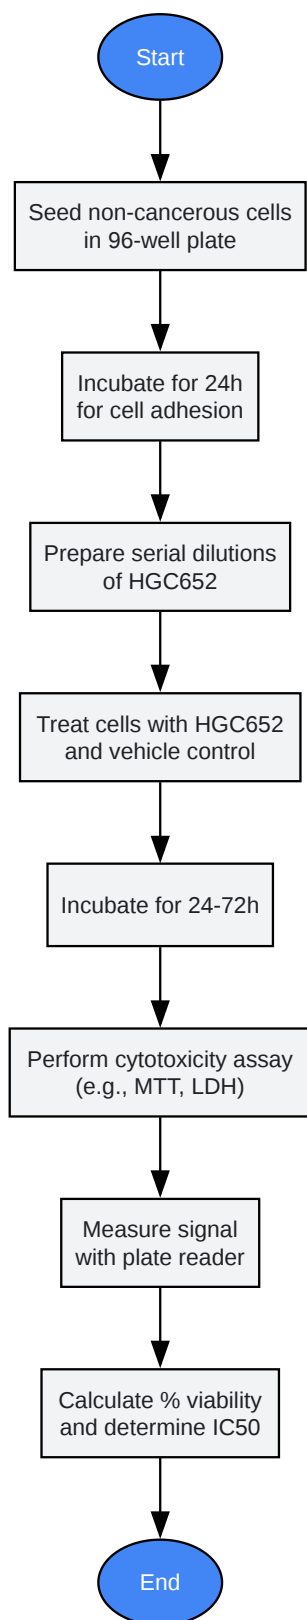 Start
Seed non-cancerous cells
in 96-well plate
Incubate for 24h
for cell adhesion
Prepare serial dilutions
of HGC652
Treat cells with HGC652
and vehicle control
Incubate for 24-72h
Perform cytotoxicity assay
(e.g., MTT, LDH)
Measure signal
with plate reader
Calculate % viability
and determine IC50
End